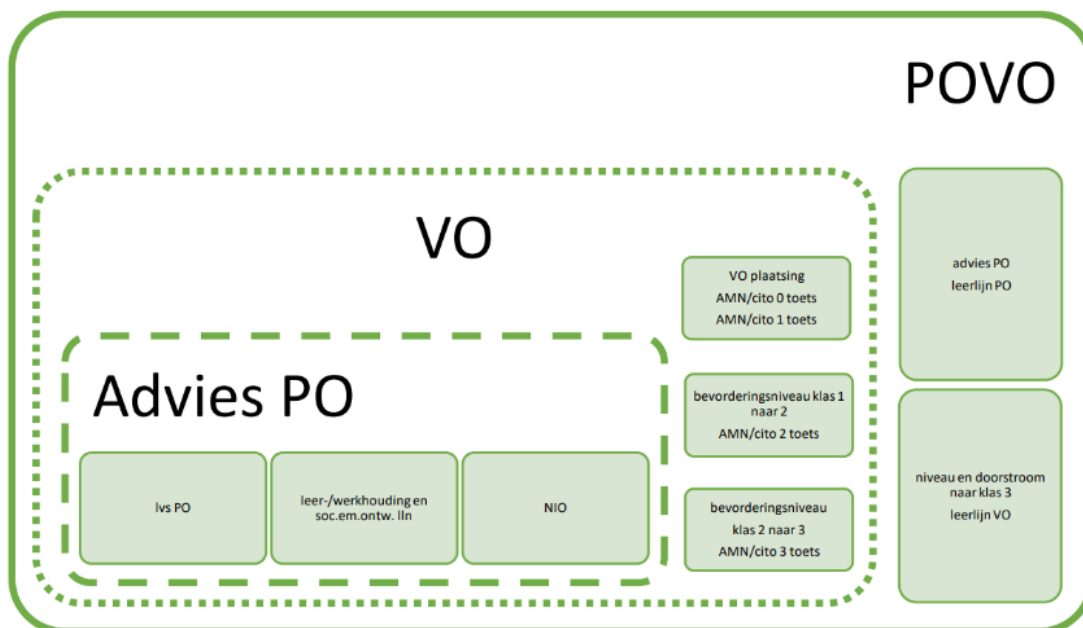 POVO
VO
Advies PO
lvs PO
leer-/werkhouding en
soc.em.ontw. lln
NIO
VO plaatsing
AMN/cito 0 toets
AMN/cito 1 toets
bevorderingsniveau klas 1
naar 2
AMN/cito 2 toets
bevorderingsniveau
klas 2 naar 3
AMN/cito 3 toets
advies PO
leerlijn PO
niveau en doorstroom
naar klas 3
leerlijn VO